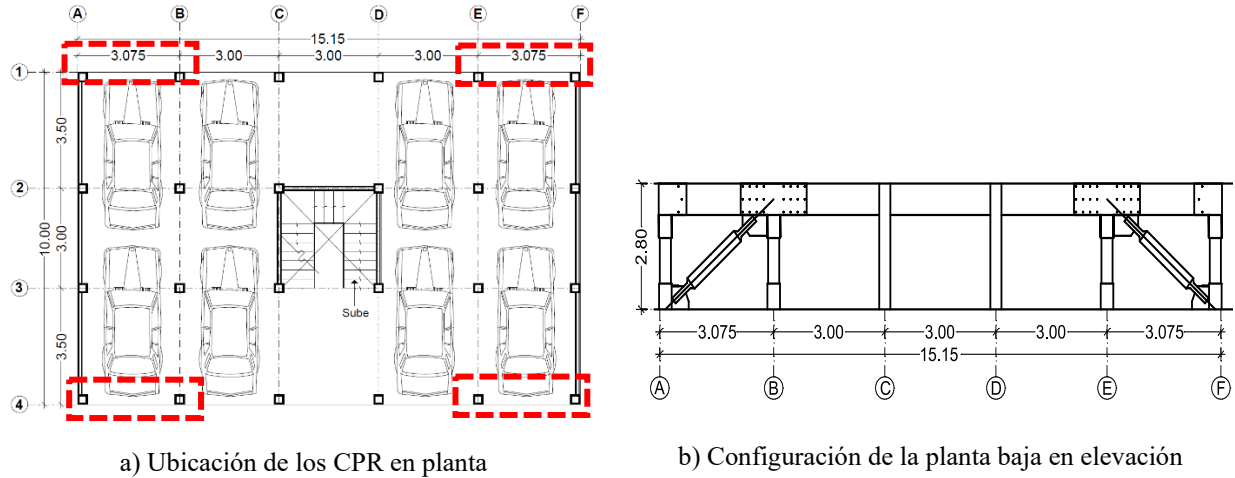 A B C D E F
15.15
3.075 3.00 3.00 3.00 3.075
1
3.50
2
3.00
10.00
3
Sube
3.50
4
a) Ubicación de los CPR en planta
2.80
3.075 3.00 3.00 3.00 3.075
15.15
A B C D E F
b) Configuración de la planta baja en elevación